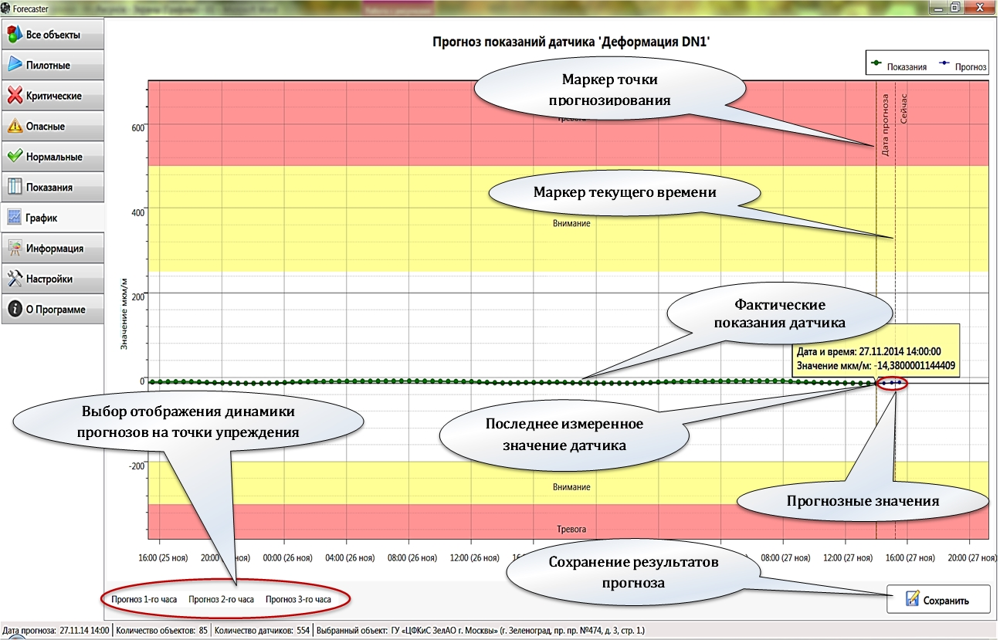 Forecaster
Все объекты
Пилотные
Критические
Опасные
Нормальные
Показания
График
Информация
Настройки
О Программе
Прогноз показаний датчика 'Деформация DN1'
Показания
Прогноз
Маркер точки
прогнозирования
Тревога
Дата прогноза
Сейчас
Маркер текущего времени
Внимание
Значение мкм/м
600
400
200
0
-200
Фактические
показания датчика
Дата и время: 27.11.2014 14:00:00
Значение мкм/м: -14,3800001144409
Выбор отображения динамики
прогнозов на точки упреждения
Последнее измеренное
значение датчика
Внимание
Прогнозные значения
Тревога
16:00 (25 ноя)
20:00 ноя)
00:00 (26 ноя)
04:00 (26 ноя)
08:00 (26 ноя)
12:00 (26 ноя)
08:00 (27 ноя)
12:00 (27 ноя)
16:00 (27 ноя)
20:00 (27 ноя)
Сохранение результатов
прогноза
Прогноз 1-го часа
Прогноз 2-го часа
Прогноз 3-го часа
Сохранить
Дата прогноза: 27.11.14 14:00
Количество объектов: 85
Количество датчиков: 554
Выбранный объект: ГУ «ЦФКиС ЗелАО г. Москвы» (г. Зеленоград, пр. пр. №474, д. 3, стр. 1.)